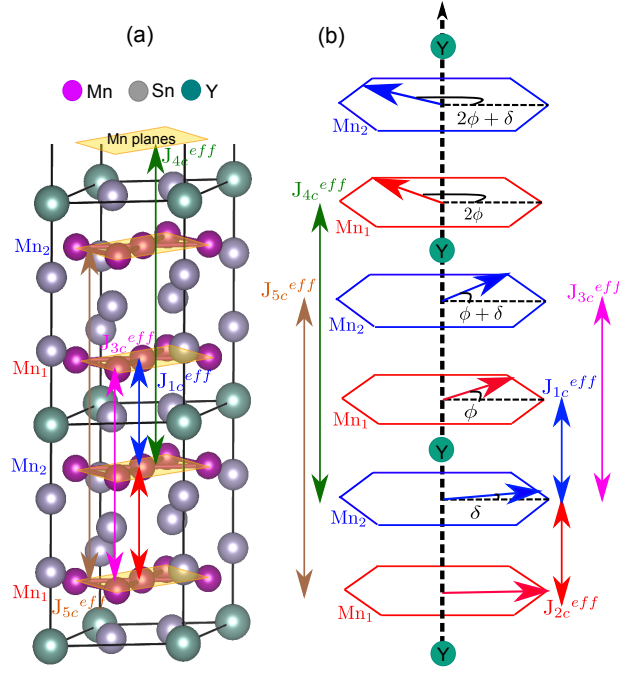 (a)
Mn Sn Y
Mn planes
J₄c^eff
Mn₂
J₃c^eff
Mn₁
J₁c^eff
Mn₂
Mn₁
J₅c^eff
(b)
Y
2ϕ + δ
Mn₂
J₄c^eff
2ϕ
Mn₁
Y
J₅c^eff
J₃c^eff
ϕ + δ
Mn₂
J₁c^eff
ϕ
Mn₁
Y
δ
Mn₂
Mn₁
J₂c^eff
Y